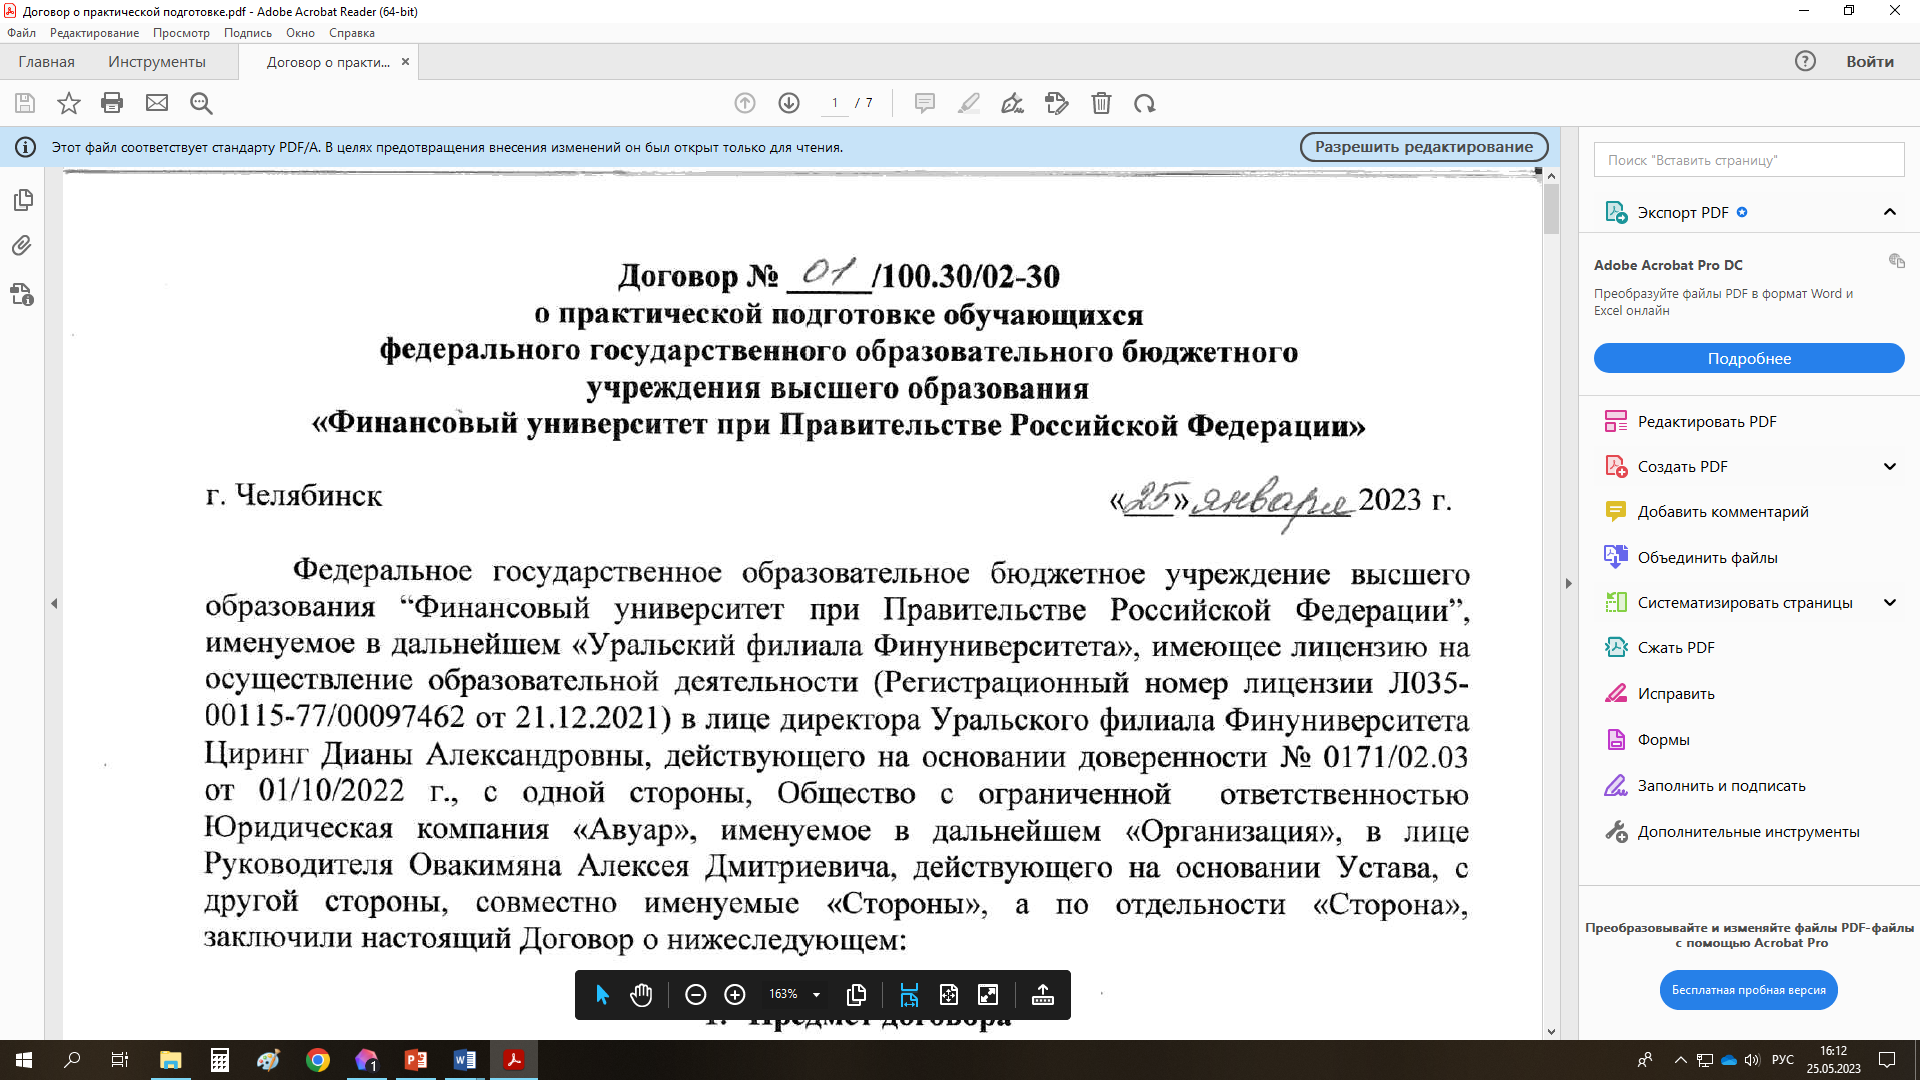 Договор о практической подготовке.pdf - Adobe Acrobat Reader (64-bit)
Файл Редактирование Просмотр Подпись Окно Справка
Главная Инструменты Договор о практи... ×
Войти
1 / 7
Этот файл соответствует стандарту PDF/A. В целях предотвращения внесения изменений он был открыт только для чтения.
Разрешить редактирование
Договор № 01/100.30/02-30
о практической подготовке обучающихся
федерального государственного образовательного бюджетного
учреждения высшего образования
«Финансовый университет при Правительстве Российской Федерации»
г. Челябинск «25» января 2023 г.
Федеральное государственное образовательное бюджетное учреждение высшего
образования “Финансовый университет при Правительстве Российской Федерации”,
именуемое в дальнейшем «Уральский филиала Финуниверситета», имеющее лицензию на
осуществление образовательной деятельности (Регистрационный номер лицензии Л035-
00115-77/00097462 от 21.12.2021) в лице директора Уральского филиала Финуниверситета
Циринг Дианы Александровны, действующего на основании доверенности № 0171/02.03
от 01/10/2022 г., с одной стороны, Общество с ограниченной ответственностью
Юридическая компания «Авуар», именуемое в дальнейшем «Организация», в лице
Руководителя Овакимяна Алексея Дмитриевича, действующего на основании Устава, с
другой стороны, совместно именуемые «Стороны», а по отдельности «Сторона»,
заключили настоящий Договор о нижеследующем:
1. Предмет договора
163%
Поиск "Вставить страницу"
Экспорт PDF
Adobe Acrobat Pro DC
Преобразуйте файлы PDF в формат Word и
Excel онлайн
Подробнее
Редактировать PDF
Создать PDF
Добавить комментарий
Объединить файлы
Систематизировать страницы
Сжать PDF
Исправить
Формы
Заполнить и подписать
Дополнительные инструменты
Преобразовывайте и изменяйте файлы PDF-файлы
с помощью Acrobat Pro
Бесплатная пробная версия
РУС
16:12
25.05.2023